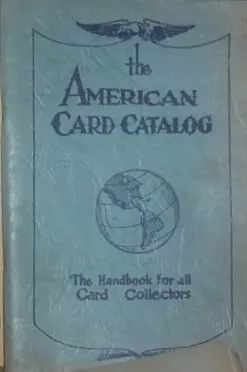 the
AMERICAN
CARD CATALOG
The Handbook for all
Card Collectors